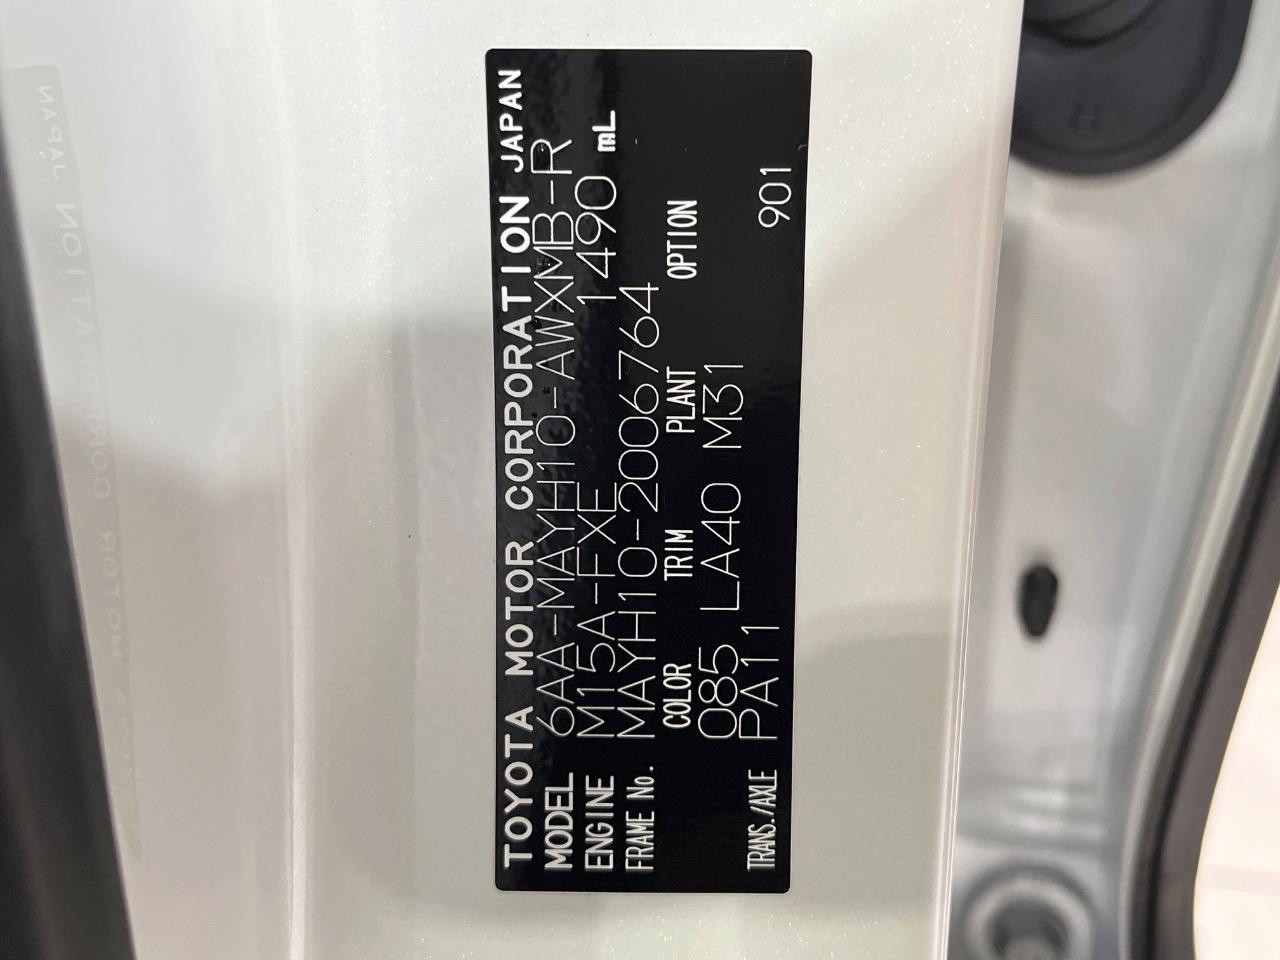 TOYOTA MOTOR CORPORATION JAPAN
MODEL 6AA-MAYH10-AWXMB-R
ENGINE M15A-FXE 1490 mL
FRAME No. MAYH10-2006764
COLOR TRIM PLANT OPTION
085 LA40 M31
TRANS./AXLE PA11 901